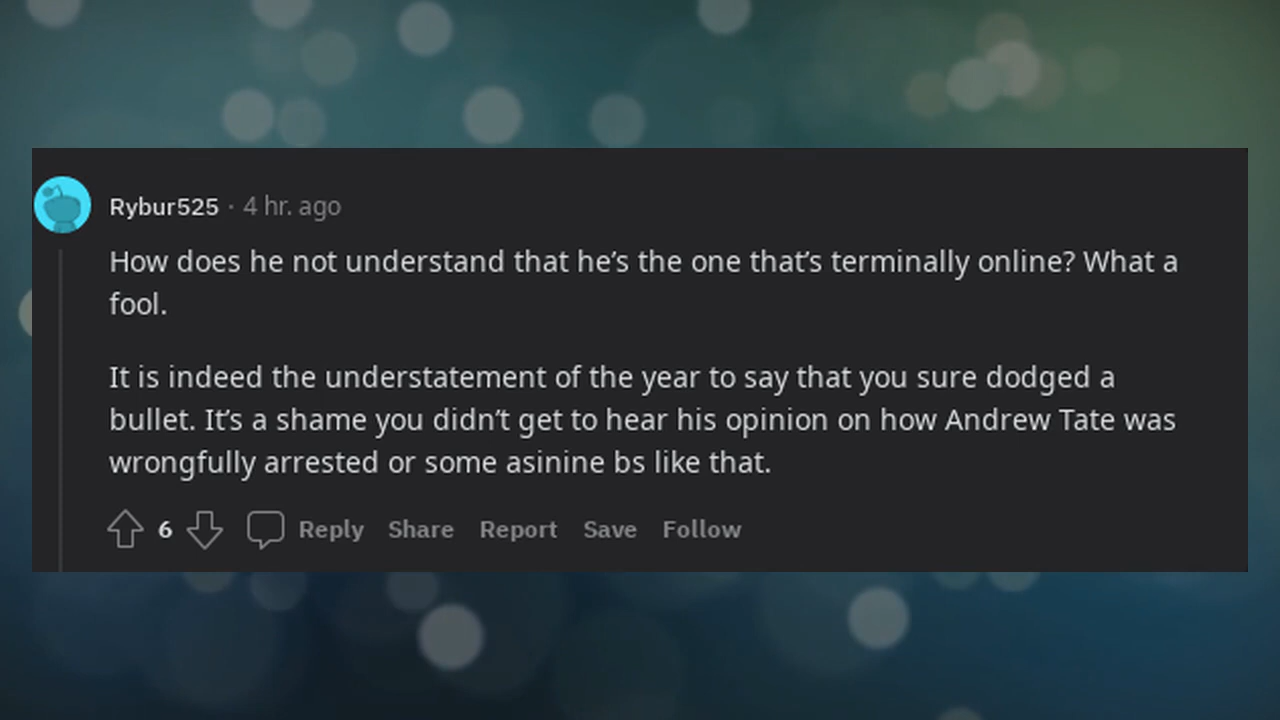 Rybur525 · 4 hr. ago
How does he not understand that he’s the one that’s terminally online? What a
fool.
It is indeed the understatement of the year to say that you sure dodged a
bullet. It’s a shame you didn’t get to hear his opinion on how Andrew Tate was
wrongfully arrested or some asinine bs like that.
6 Reply Share Report Save Follow